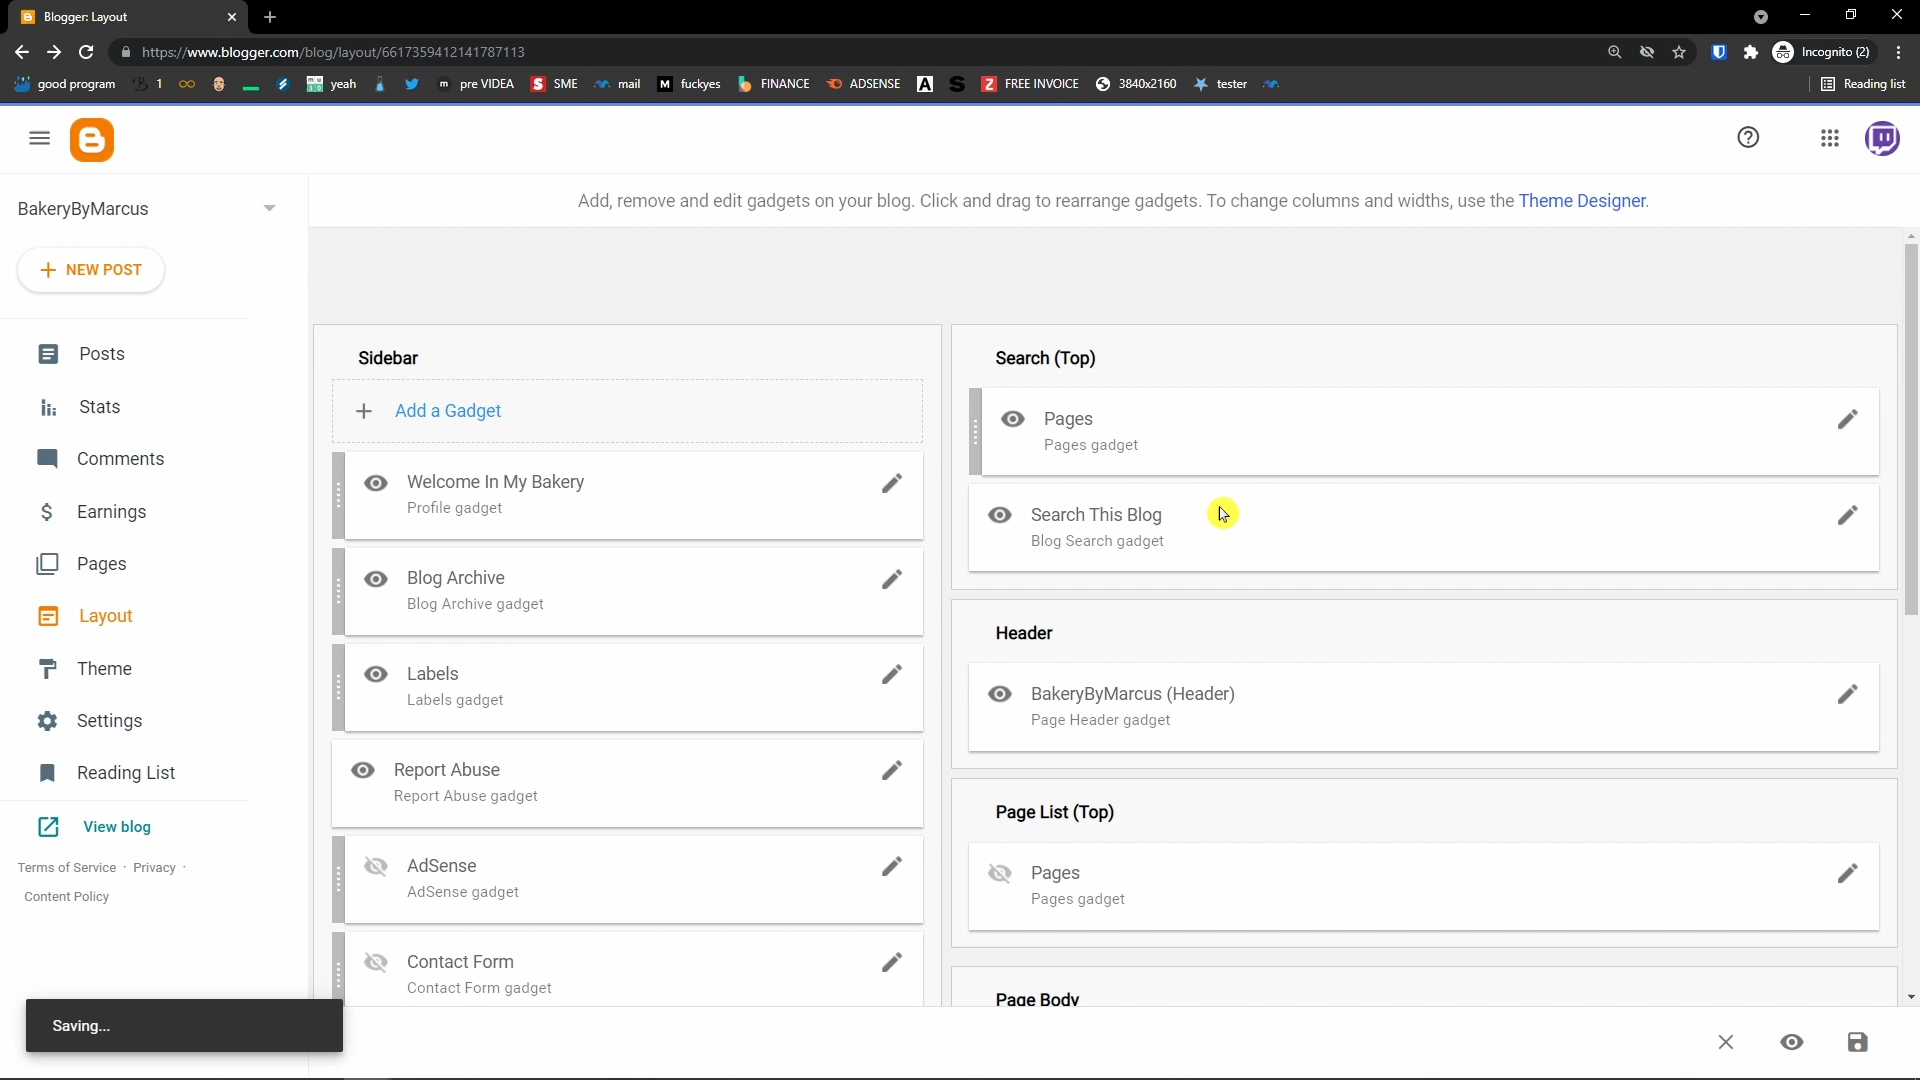 Blogger: Layout
Incognito (2)
https://www.blogger.com/blog/layout/6617359412141787113
good program
1
yeah
pre VIDEA
SME
mail
fuckyes
FINANCE
ADSENSE
FREE INVOICE
3840x2160
tester
Reading list
BakeryByMarcus
NEW POST
Posts
Stats
Comments
Earnings
Pages
Layout
Theme
Settings
Reading List
View blog
Terms of Service · Privacy ·
Content Policy
Saving...
Add, remove and edit gadgets on your blog. Click and drag to rearrange gadgets. To change columns and widths, use the Theme Designer.
Sidebar
Add a Gadget
Welcome In My Bakery
Profile gadget
Blog Archive
Blog Archive gadget
Labels
Labels gadget
Report Abuse
Report Abuse gadget
AdSense
AdSense gadget
Contact Form
Contact Form gadget
Search (Top)
Pages
Pages gadget
Search This Blog
Blog Search gadget
Header
BakeryByMarcus (Header)
Page Header gadget
Page List (Top)
Pages
Pages gadget
Page Body